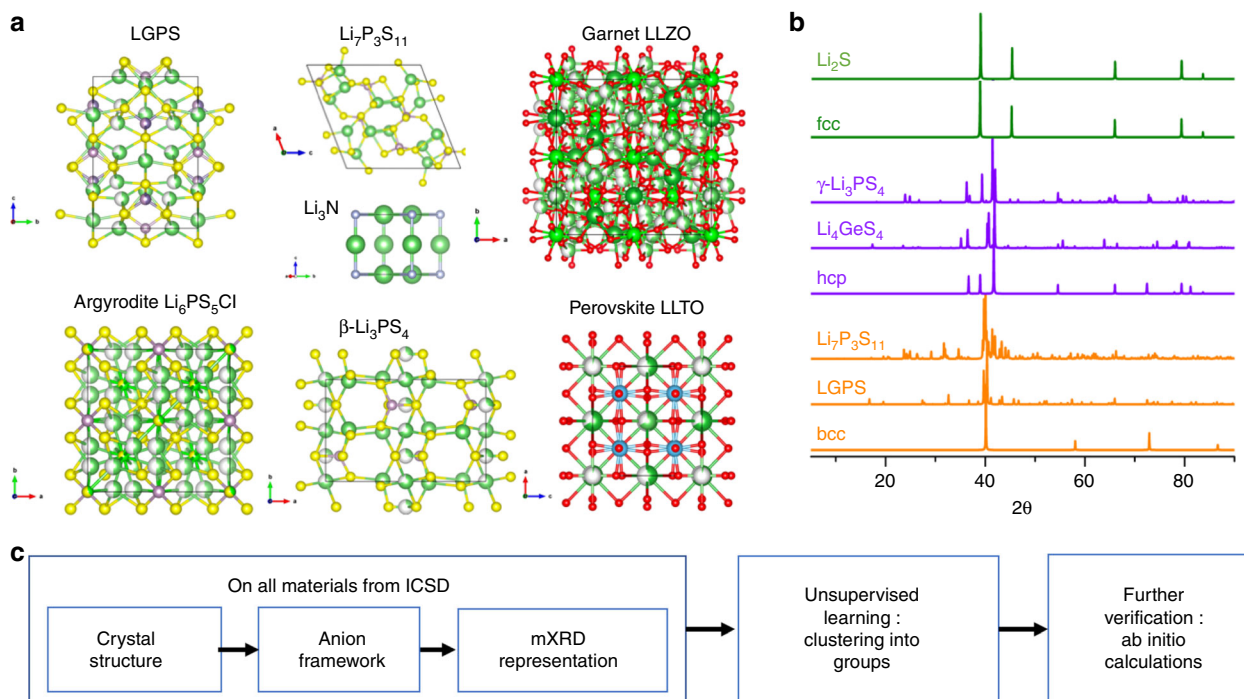 a
LGPS
Li₇P₃S₁₁
Garnet LLZO
Li₃N
Argyrodite Li₆PS₅Cl
β-Li₃PS₄
Perovskite LLTO
c
b
b
a
c
a
b
a
b
c
b
a
b
a
a
c
b
Li₂S
fcc
γ-Li₃PS₄
Li₄GeS₄
hcp
Li₇P₃S₁₁
LGPS
bcc
20 40 60 80
2θ
c
On all materials from ICSD
Crystal
structure
Anion
framework
mXRD
representation
Unsupervised
learning :
clustering into
groups
Further
verification :
ab initio
calculations